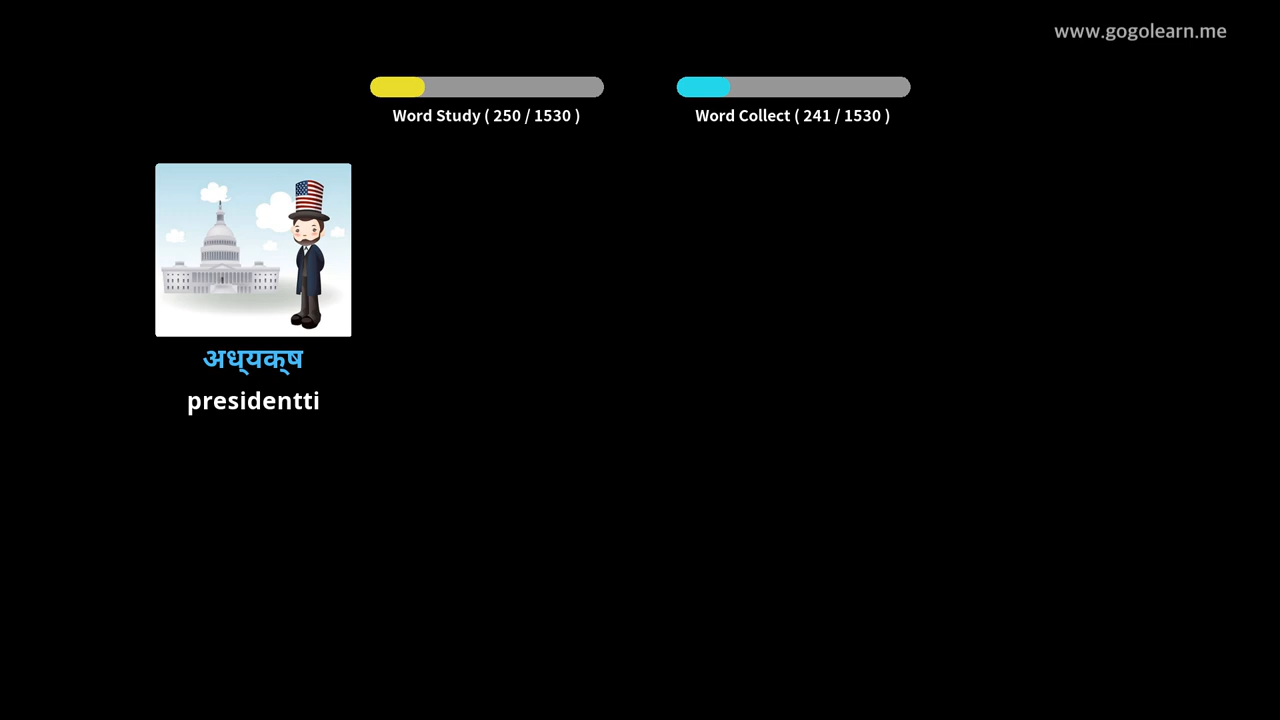 www.gogolearn.me
Word Study ( 250 / 1530 )
Word Collect ( 241 / 1530 )
अध्यक्ष
presidentti